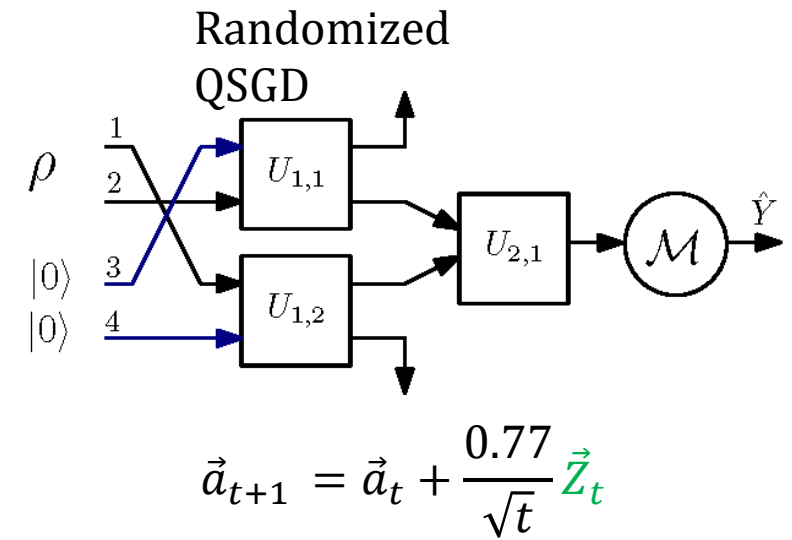 Randomized
QSGD
ρ
1
2
|0⟩ 3
|0⟩ 4
U₁,₁
U₁,₂
U₂,₁
ℳ
Ŷ
a⃗ₜ₊₁ = a⃗ₜ + 0.77/√t Z⃗ₜ